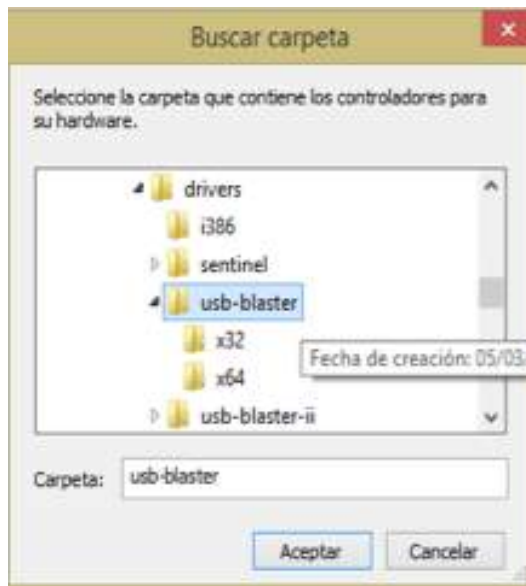 Buscar carpeta
Seleccione la carpeta que contiene los controladores para
su hardware.
drivers
i386
sentinel
usb-blaster
x32
Fecha de creación: 05/03
x64
usb-blaster-ii
Carpeta: usb-blaster
Aceptar Cancelar